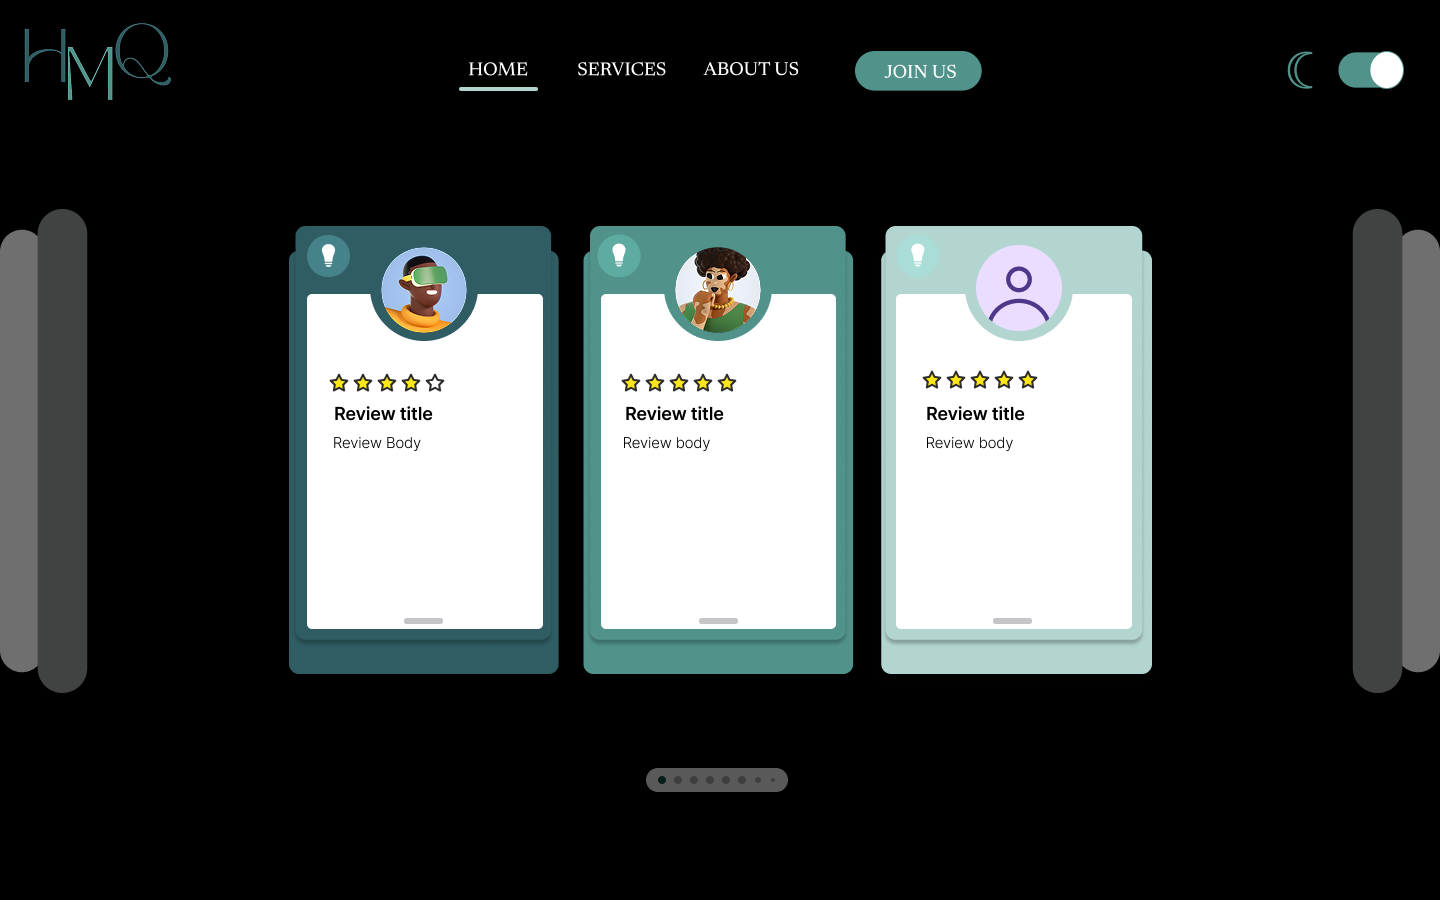 HMQ
HOME
SERVICES
ABOUT US
JOIN US
Review title
Review Body
Review title
Review body
Review title
Review body